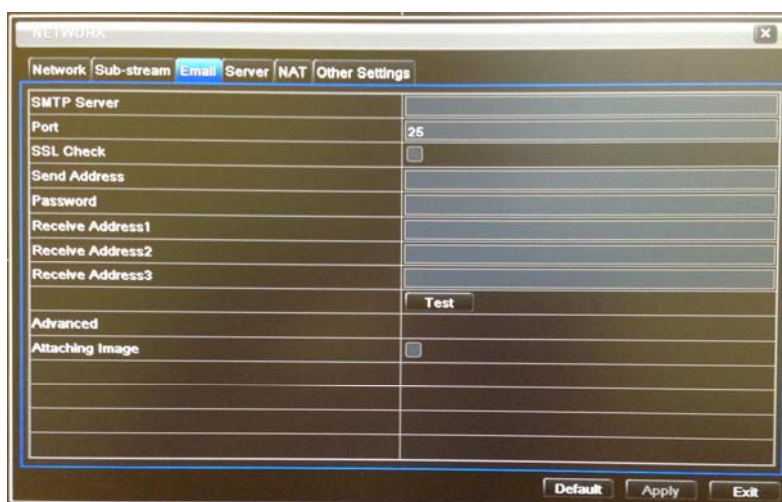 NETWORK
Network Sub-stream Email Server NAT Other Settings
SMTP Server
Port 25
SSL Check
Send Address
Password
Receive Address1
Receive Address2
Receive Address3
Test
Advanced
Attaching Image
Default Apply Exit